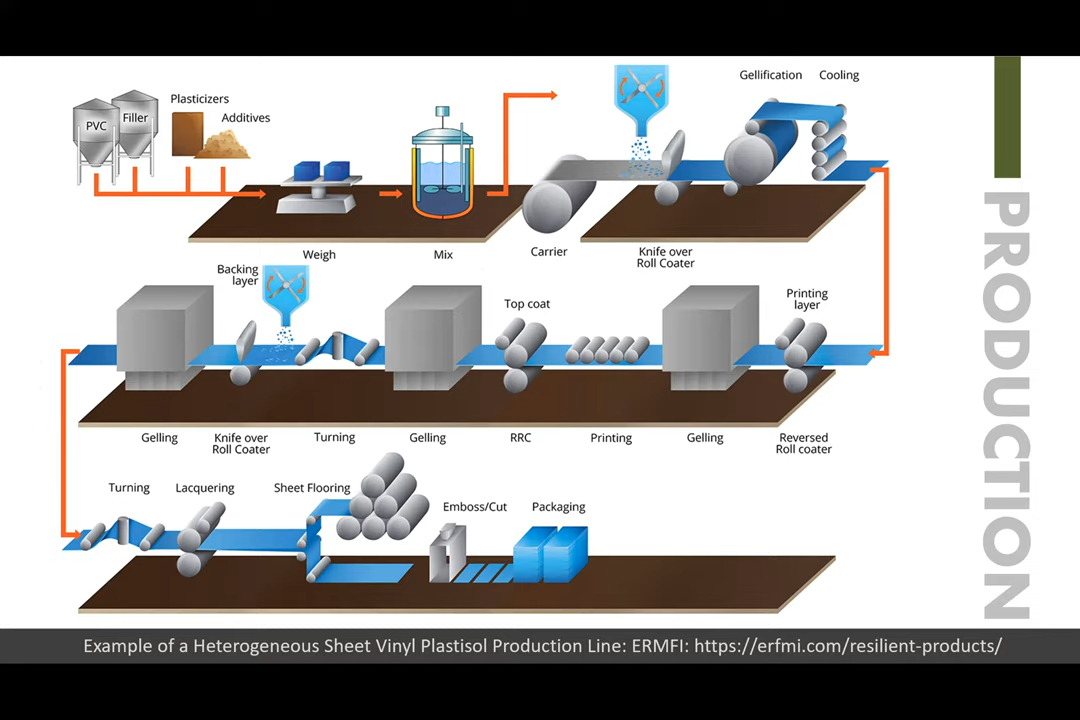 PVC
Filler
Plasticizers
Additives
Weigh
Mix
Carrier
Knife over
Roll Coater
Gellification
Cooling
Printing
layer
Top coat
Backing
layer
Gelling
Knife over
Roll Coater
Turning
Gelling
RRC
Printing
Gelling
Reversed
Roll coater
Turning
Lacquering
Sheet Flooring
Emboss/Cut
Packaging
PRODUCTION
Example of a Heterogeneous Sheet Vinyl Plastisol Production Line: ERMFI: https://erfmi.com/resilient-products/